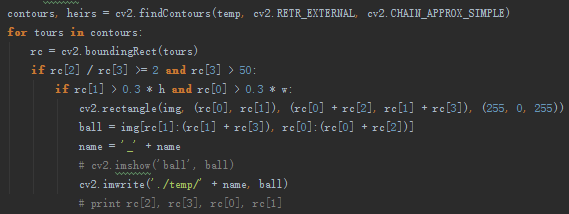 contours, heirs = cv2.findContours(temp, cv2.RETR_EXTERNAL, cv2.CHAIN_APPROX_SIMPLE)
for tours in contours:
    rc = cv2.boundingRect(tours)
    if rc[2] / rc[3] >= 2 and rc[3] > 50:
        if rc[1] > 0.3 * h and rc[0] > 0.3 * w:
            cv2.rectangle(img, (rc[0], rc[1]), (rc[0] + rc[2], rc[1] + rc[3]), (255, 0, 255))
            ball = img[rc[1]:(rc[1] + rc[3]), rc[0]:(rc[0] + rc[2])]
            name = '_' + name
            # cv2.imshow('ball', ball)
            cv2.imwrite('./temp/' + name, ball)
            # print rc[2], rc[3], rc[0], rc[1]